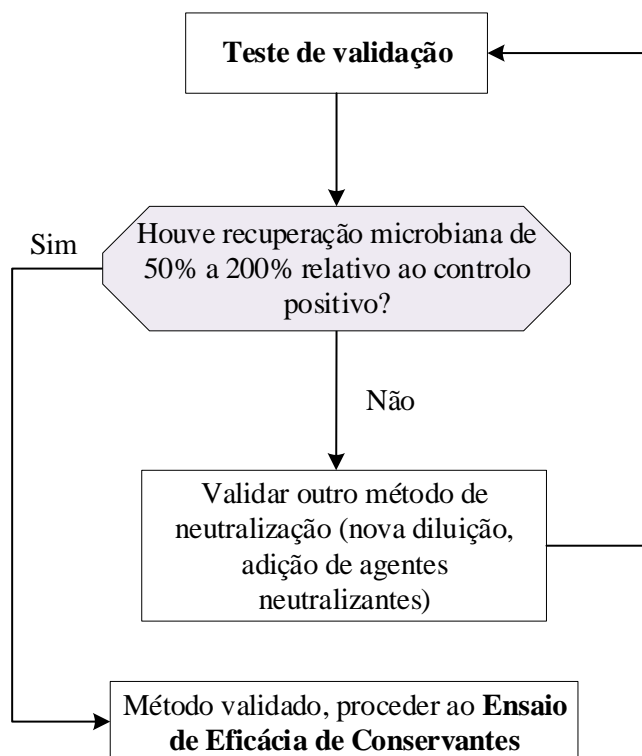 Teste de validação
Houve recuperação microbiana de
50% a 200% relativo ao controlo
positivo?
Sim
Não
Validar outro método de
neutralização (nova diluição,
adição de agentes
neutralizantes)
Método validado, proceder ao Ensaio
de Eficácia de Conservantes